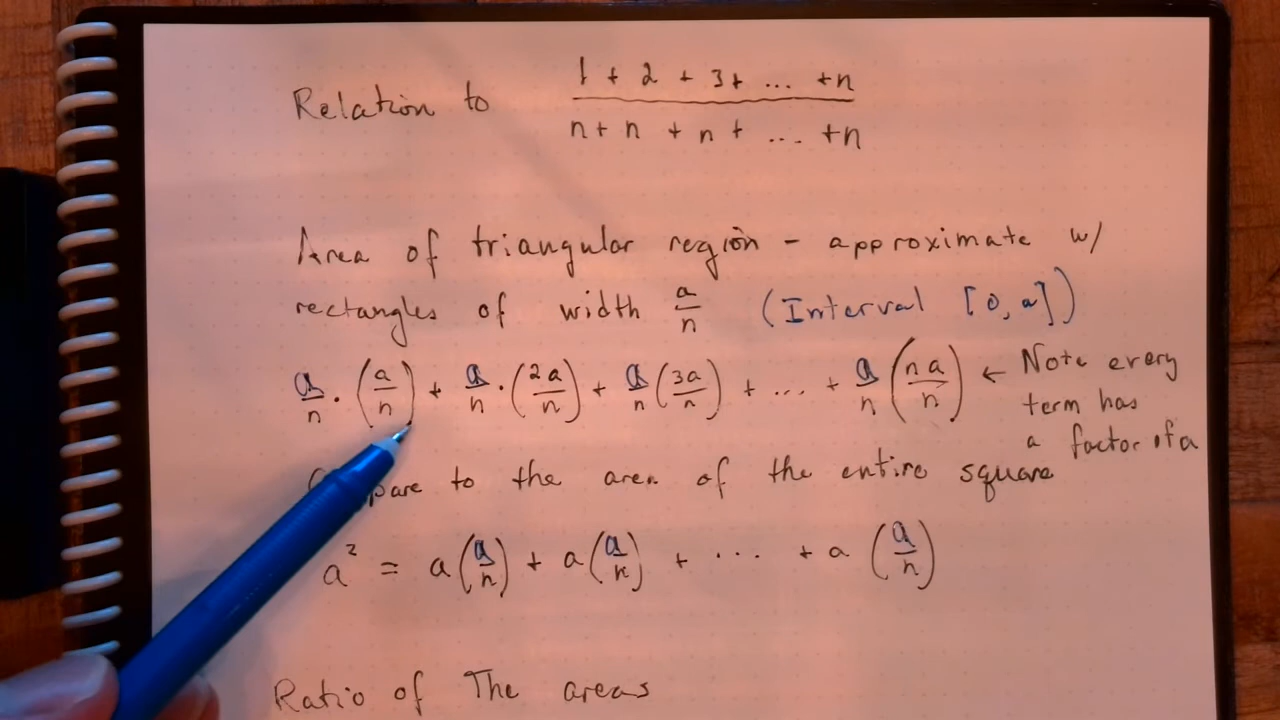 Relation to
1 + 2 + 3 + ... + n
n + n + n + ... + n
Area of triangular region - approximate w/
rectangles of width a/n (Interval [0, a])
a/n · (a/n) + a/n · (2a/n) + a/n (3a/n) + ... + a/n (na/n) ← Note every
term has
a factor of a
to the area of the entire square
a² = a(a/n) + a(a/n) + ... + a (a/n)
Ratio of The areas